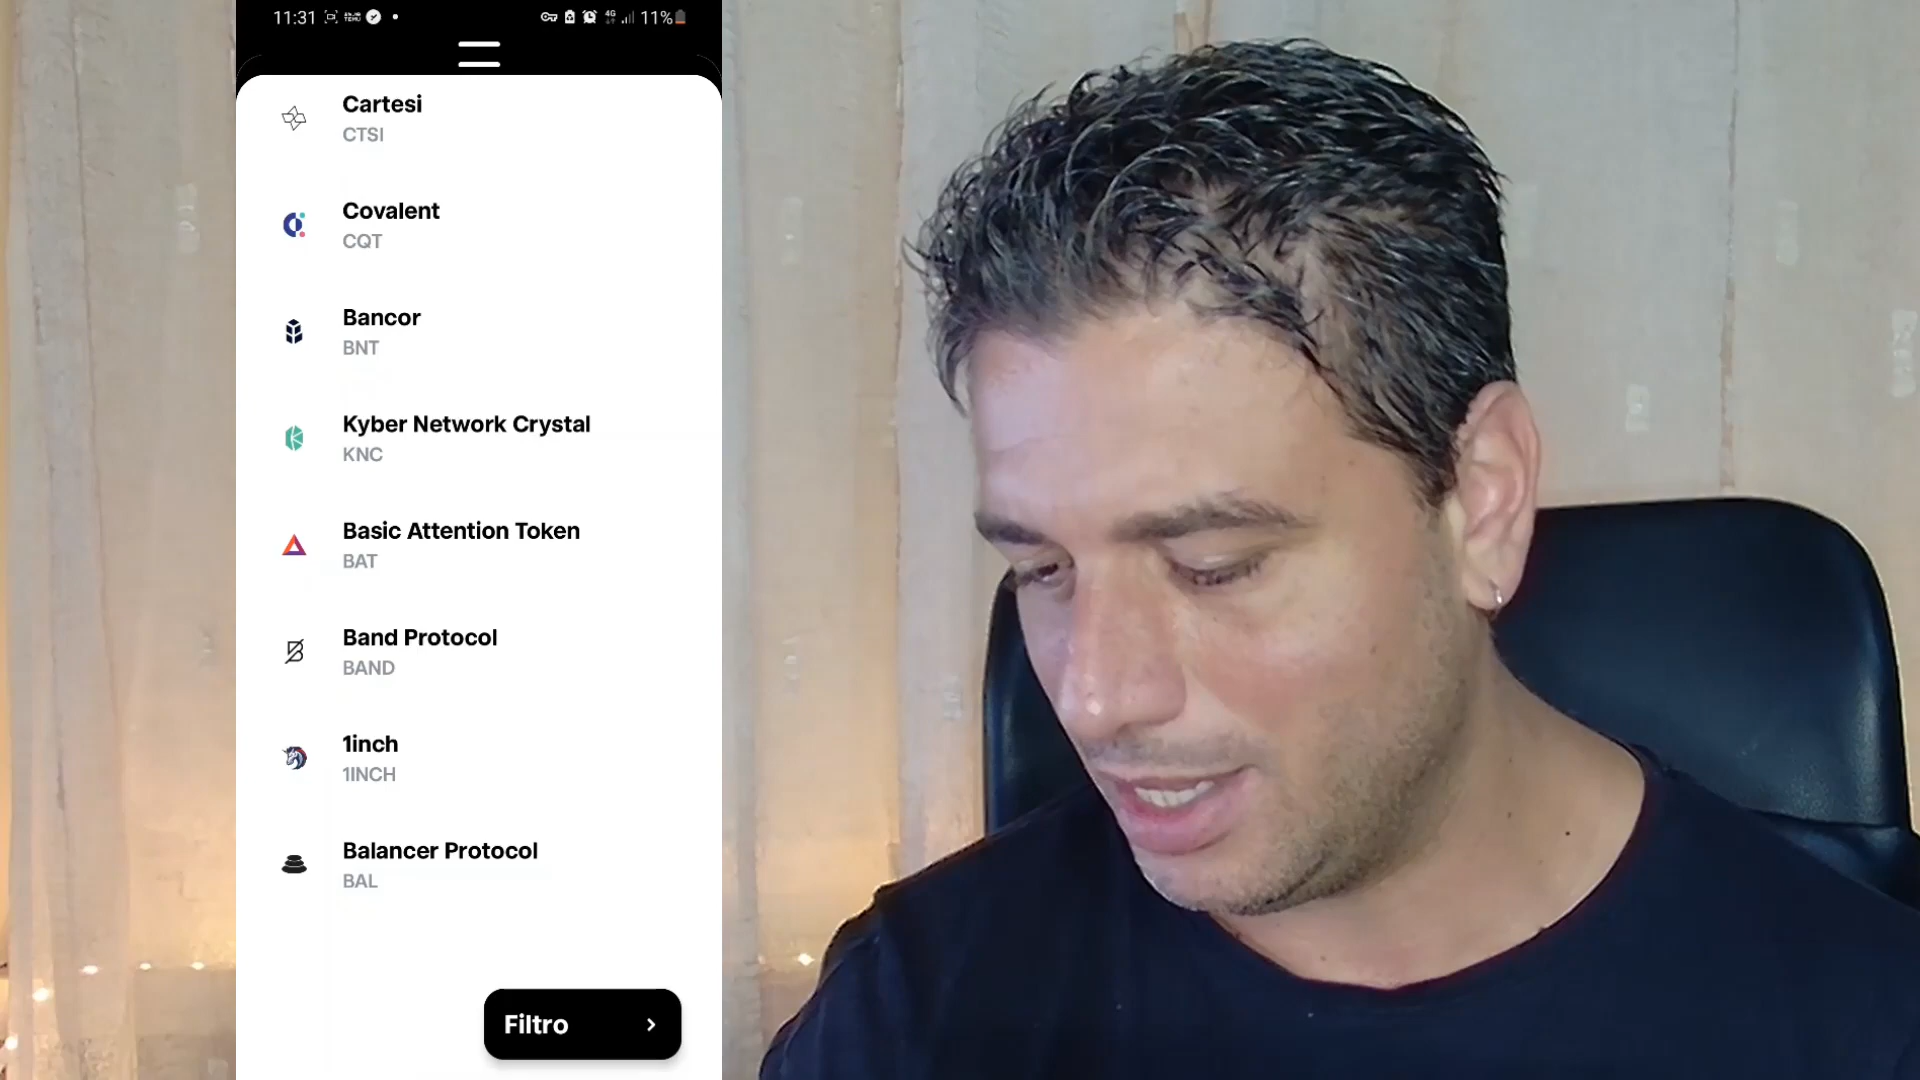 11:31 4G 11%
Cartesi
CTSI
Covalent
CQT
Bancor
BNT
Kyber Network Crystal
KNC
Basic Attention Token
BAT
Band Protocol
BAND
1inch
1INCH
Balancer Protocol
BAL
Filtro